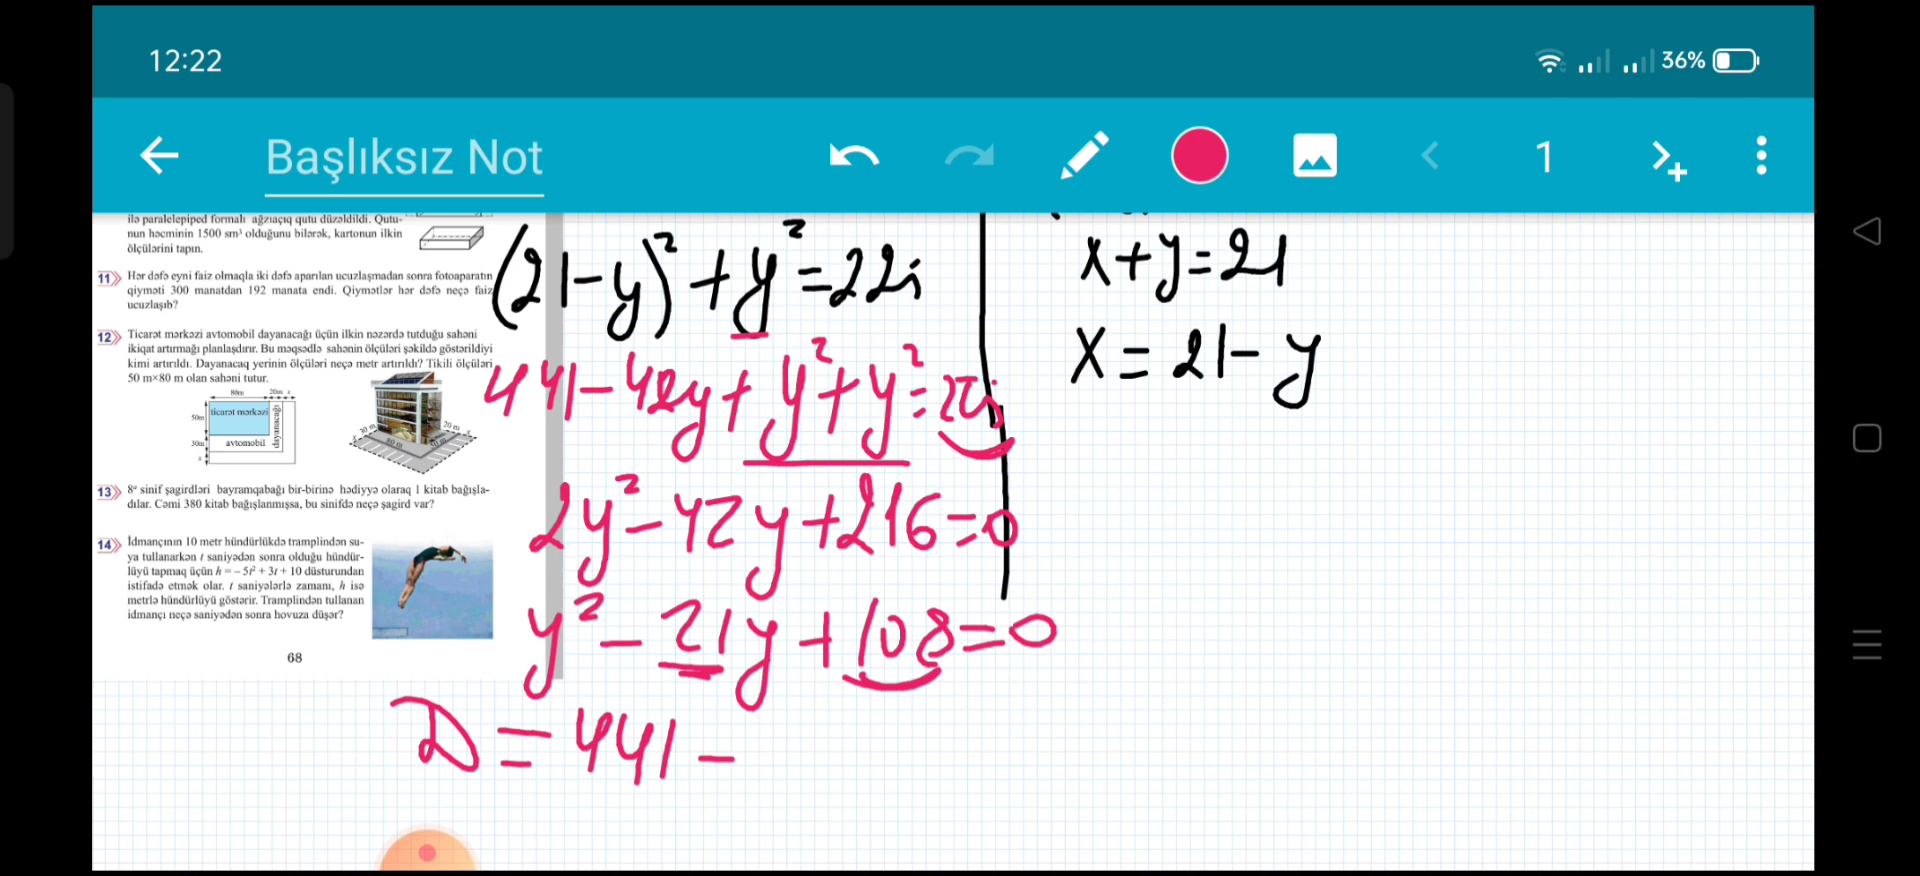 12:22
36%
Başlıksız Not
1
ilə paralelepiped formalı ağzıaçıq qutu düzəldildi. Qutu-
nun həcminin 1500 sm³ olduğunu bilərək, kartonun ilkin
ölçülərini tapın.
11 Hər dəfə eyni faiz olmaqla iki dəfə aparılan ucuzlaşmadan sonra fotoaparatın
qiyməti 300 manatdan 192 manata endi. Qiymətlər hər dəfə neçə faiz
ucuzlaşıb?
12 Ticarət mərkəzi avtomobil dayanacağı üçün ilkin nəzərdə tutduğu sahəni
ikiqat artırmağı planlaşdırır. Bu məqsədlə sahənin ölçüləri şəkildə göstərildiyi
kimi artırıldı. Dayanacaq yerinin ölçüləri neçə metr artırıldı? Tikili ölçüləri
50 m×80 m olan sahəni tutur.
80m 20m x
50m ticarət mərkəzi
30m avtomobil dayanacağı
x
30 m
80 m
20 m
x
13 8ª sinif şagirdləri bayramqabağı bir-birinə hədiyyə olaraq 1 kitab bağışla-
dılar. Cəmi 380 kitab bağışlanmışsa, bu sinifdə neçə şagird var?
14 İdmançının 10 metr hündürlükdə tramplindən su-
ya tullanarkən t saniyədən sonra olduğu hündür-
lüyü tapmaq üçün h = – 5t² + 3t + 10 düsturundan
istifadə etmək olar. t saniyələrlə zamanı, h isə
metrlə hündürlüyü göstərir. Tramplindən tullanan
idmançı neçə saniyədən sonra hovuza düşər?
68
(21-y)²+y²=225
441-42y+y²+y²=225
2y²-42y+216=0
y²-21y+108=0
D=441-
x+y=21
x=21-y